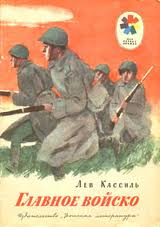 Лев Кассиль
Главное войско
Издательство „Детская литература“